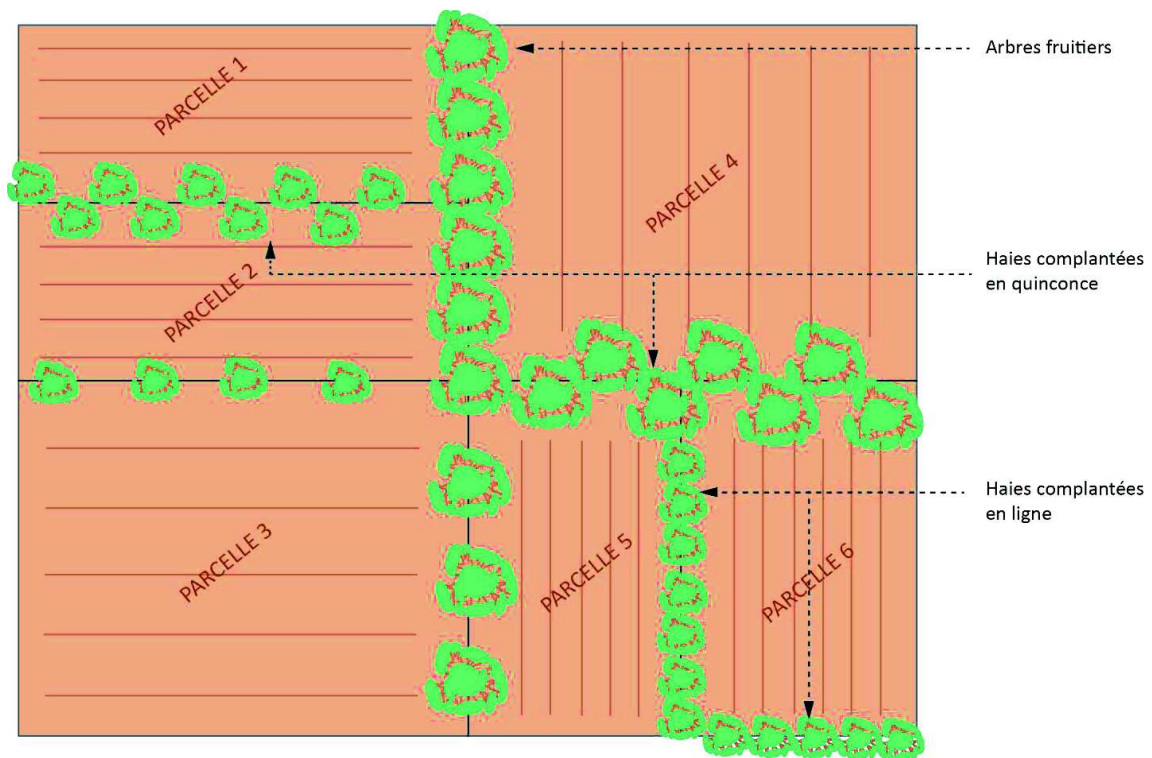 PARCELLE 1
PARCELLE 2
PARCELLE 3
PARCELLE 4
PARCELLE 5
PARCELLE 6
Arbres fruitiers
Haies complantées
en quinconce
Haies complantées
en ligne